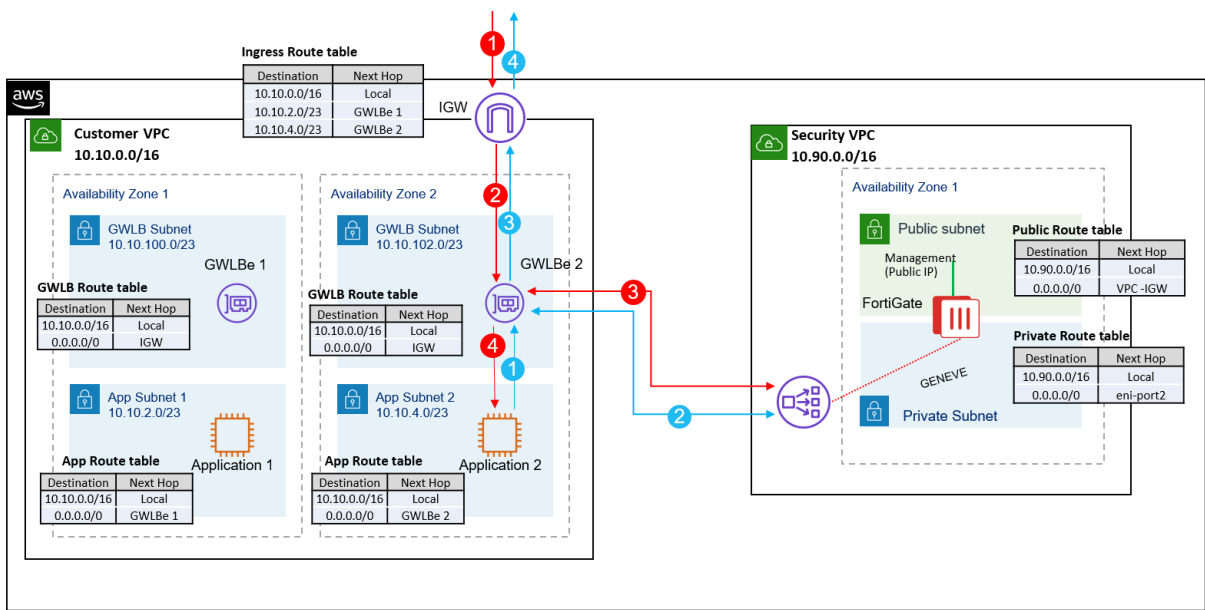 1
4
Ingress Route table
Destination Next Hop
10.10.0.0/16 Local
10.10.2.0/23 GWLBe 1
10.10.4.0/23 GWLBe 2
IGW
aws
Customer VPC
10.10.0.0/16
Availability Zone 1
GWLB Subnet
10.10.100.0/23
GWLBe 1
GWLB Route table
Destination Next Hop
10.10.0.0/16 Local
0.0.0.0/0 IGW
App Subnet 1
10.10.2.0/23
Application 1
App Route table
Destination Next Hop
10.10.0.0/16 Local
0.0.0.0/0 GWLBe 1
Availability Zone 2
2
3
GWLB Subnet
10.10.102.0/23
GWLBe 2
GWLB Route table
Destination Next Hop
10.10.0.0/16 Local
0.0.0.0/0 IGW
4
1
App Subnet 2
10.10.4.0/23
Application 2
App Route table
Destination Next Hop
10.10.0.0/16 Local
0.0.0.0/0 GWLBe 2
3
2
Security VPC
10.90.0.0/16
Availability Zone 1
Public subnet
Management
(Public IP)
FortiGate
Public Route table
Destination Next Hop
10.90.0.0/16 Local
0.0.0.0/0 VPC -IGW
Private Route table
Destination Next Hop
10.90.0.0/16 Local
0.0.0.0/0 eni-port2
GENEVE
Private Subnet